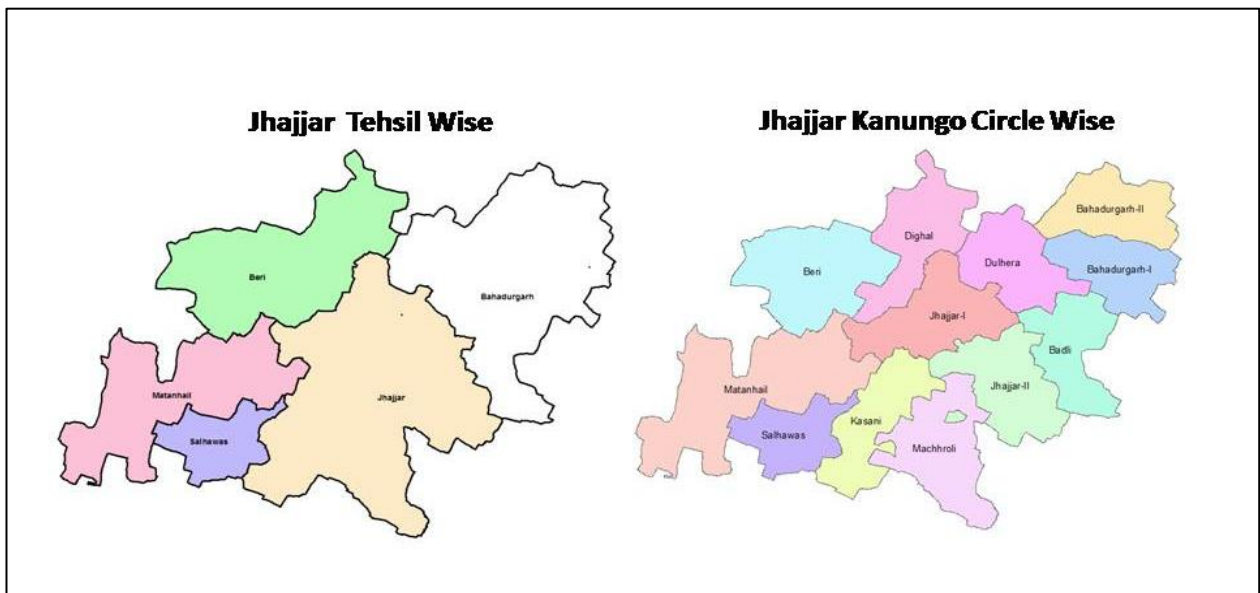 Jhajjar Tehsil Wise
Beri
Bahadurgarh
Matanhail
Jhajjar
Salhawas
Jhajjar Kanungo Circle Wise
Bahadurgarh-II
Dighal
Dulhera
Beri
Bahadurgarh-I
Jhajjar-I
Badli
Matanhail
Jhajjar-II
Kasani
Salhawas
Machhroli